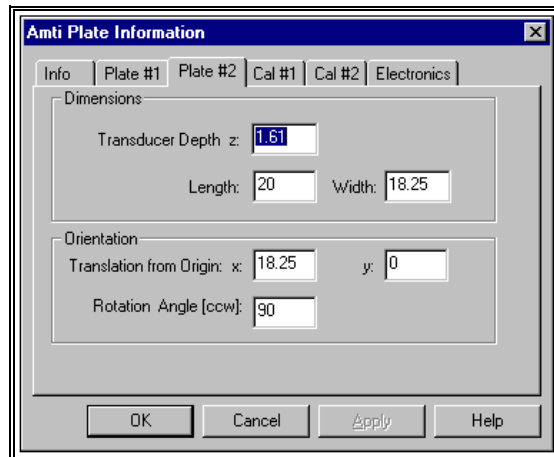 Amti Plate Information
Info Plate #1 Plate #2 Cal #1 Cal #2 Electronics
Dimensions
Transducer Depth z: 1.61
Length: 20 Width: 18.25
Orientation
Translation from Origin: x: 18.25 y: 0
Rotation Angle [ccw]: 90
OK Cancel Apply Help